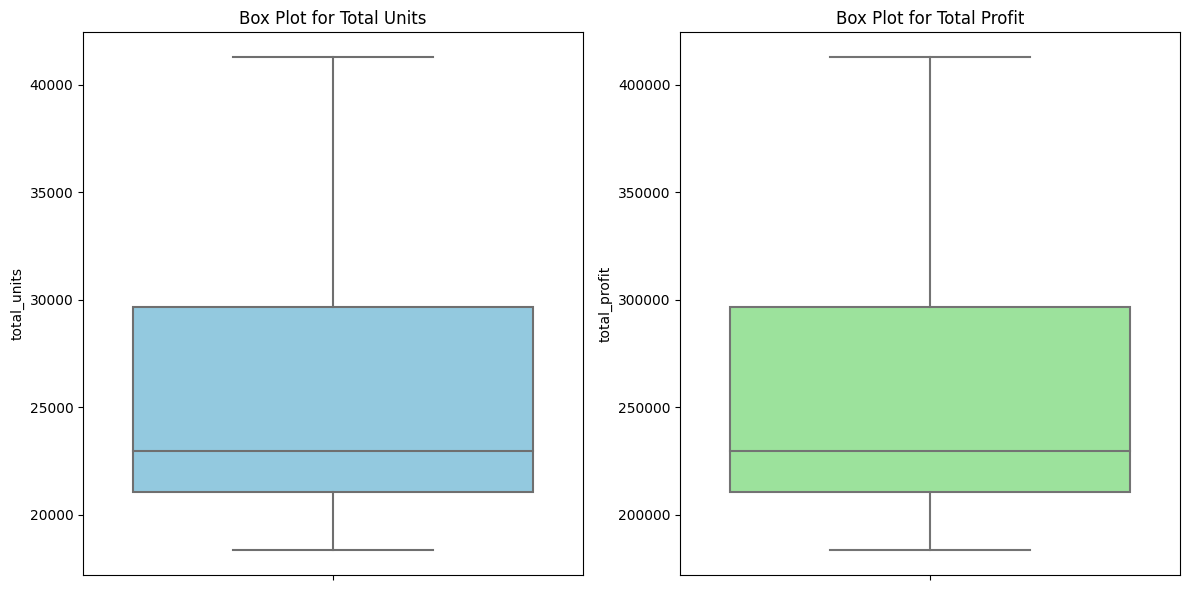 Box Plot for Total Units
40000
35000
30000
25000
20000
total_units
Box Plot for Total Profit
400000
350000
300000
250000
200000
total_profit